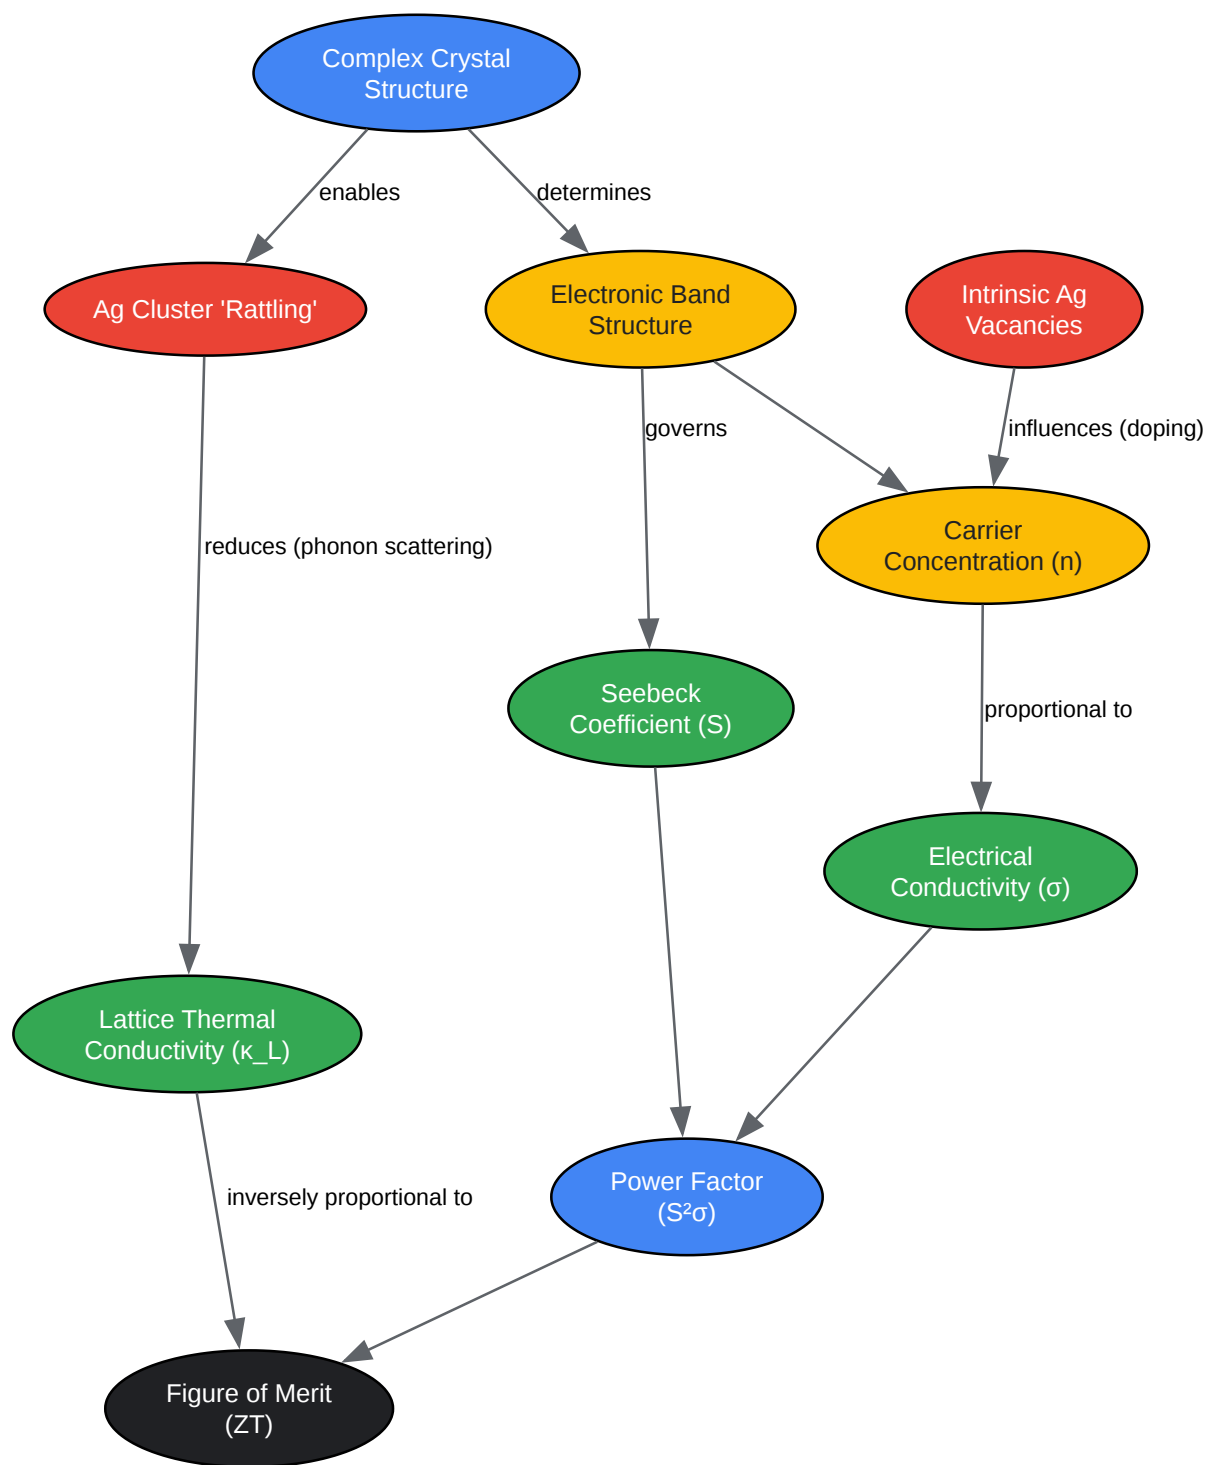 Complex Crystal
Structure
enables
determines
Ag Cluster 'Rattling'
Electronic Band
Structure
Intrinsic Ag
Vacancies
governs
influences (doping)
reduces (phonon scattering)
Carrier
Concentration (n)
Seebeck
Coefficient (S)
proportional to
Electrical
Conductivity (σ)
Lattice Thermal
Conductivity (κ_L)
inversely proportional to
Power Factor
(S²σ)
Figure of Merit
(ZT)